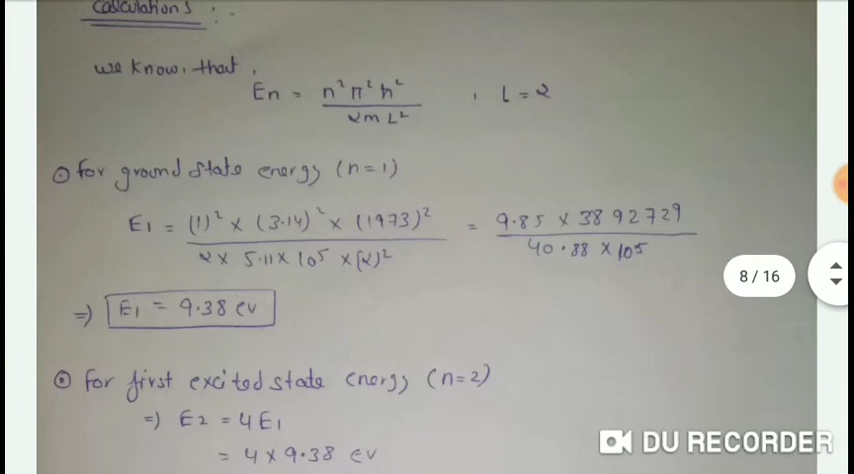 Calculations :-
we know, that,
En = n²π²ħ² / 2mL² , L = 2
⊙ for ground state energy (n=1)
E1 = (1)² × (3.14)² × (1973)² / 2 × 5.11 × 10⁵ × (2)² = 9.85 × 3892729 / 40.88 × 10⁵
=) E1 = 9.38 ev
8 / 16
⊙ for first excited state energy (n=2)
=) E2 = 4E1
= 4 × 9.38 ev
DU RECORDER